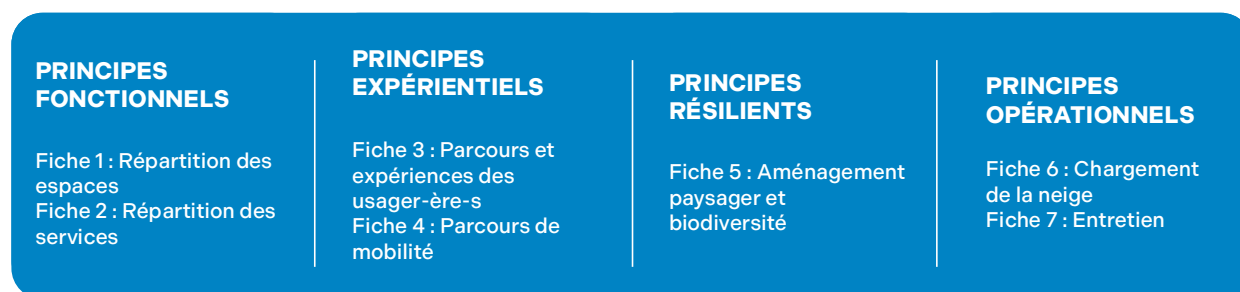 PRINCIPES
FONCTIONNELS
Fiche 1 : Répartition des
espaces
Fiche 2 : Répartition des
services
PRINCIPES
EXPÉRIENTIELS
Fiche 3 : Parcours et
expériences des
usager-ère-s
Fiche 4 : Parcours de
mobilité
PRINCIPES
RÉSILIENTS
Fiche 5 : Aménagement
paysager et
biodiversité
PRINCIPES
OPÉRATIONNELS
Fiche 6 : Chargement
de la neige
Fiche 7 : Entretien